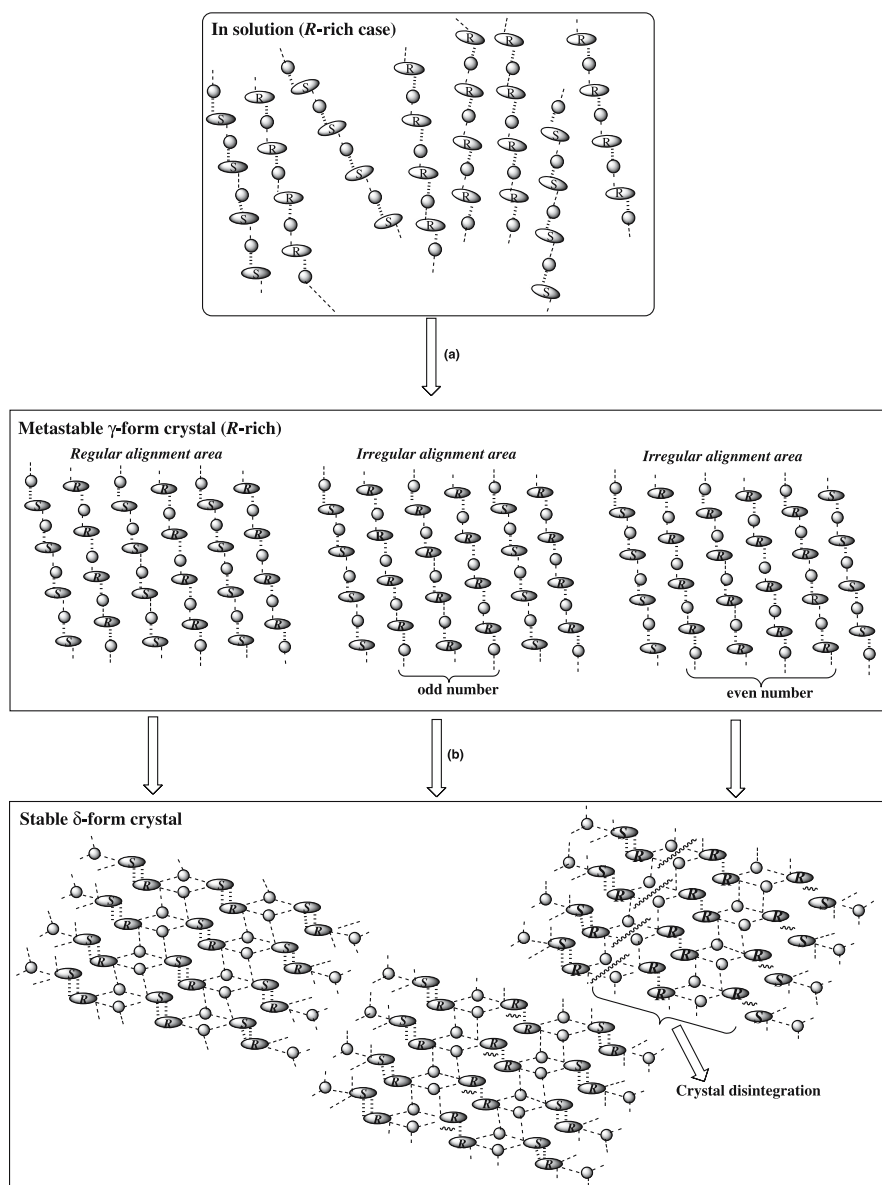 In solution (R-rich case)
S S S S
R R R R
S S S S
R R R R
R R R R
R R R R
S S S S
R R R R
(a)
Metastable γ-form crystal (R-rich)
Regular alignment area
S R S R S R
S R S R S R
S R S R S R
S R S R S R
Irregular alignment area
S R R R S R
S R R R S R
S R R R S R
S R R R S R
odd number
Irregular alignment area
S R R R R S
S R R R R S
S R R R R S
S R R R R S
even number
(b)
Stable δ-form crystal
S R S R S R
S R S R S R
S R S R S R
S R S R S R
S R R R S R
S R R R S R
S R R R S R
S R R R S R
S R R R R S
S R R R R S
S R R R R S
S R R R R S
Crystal disintegration